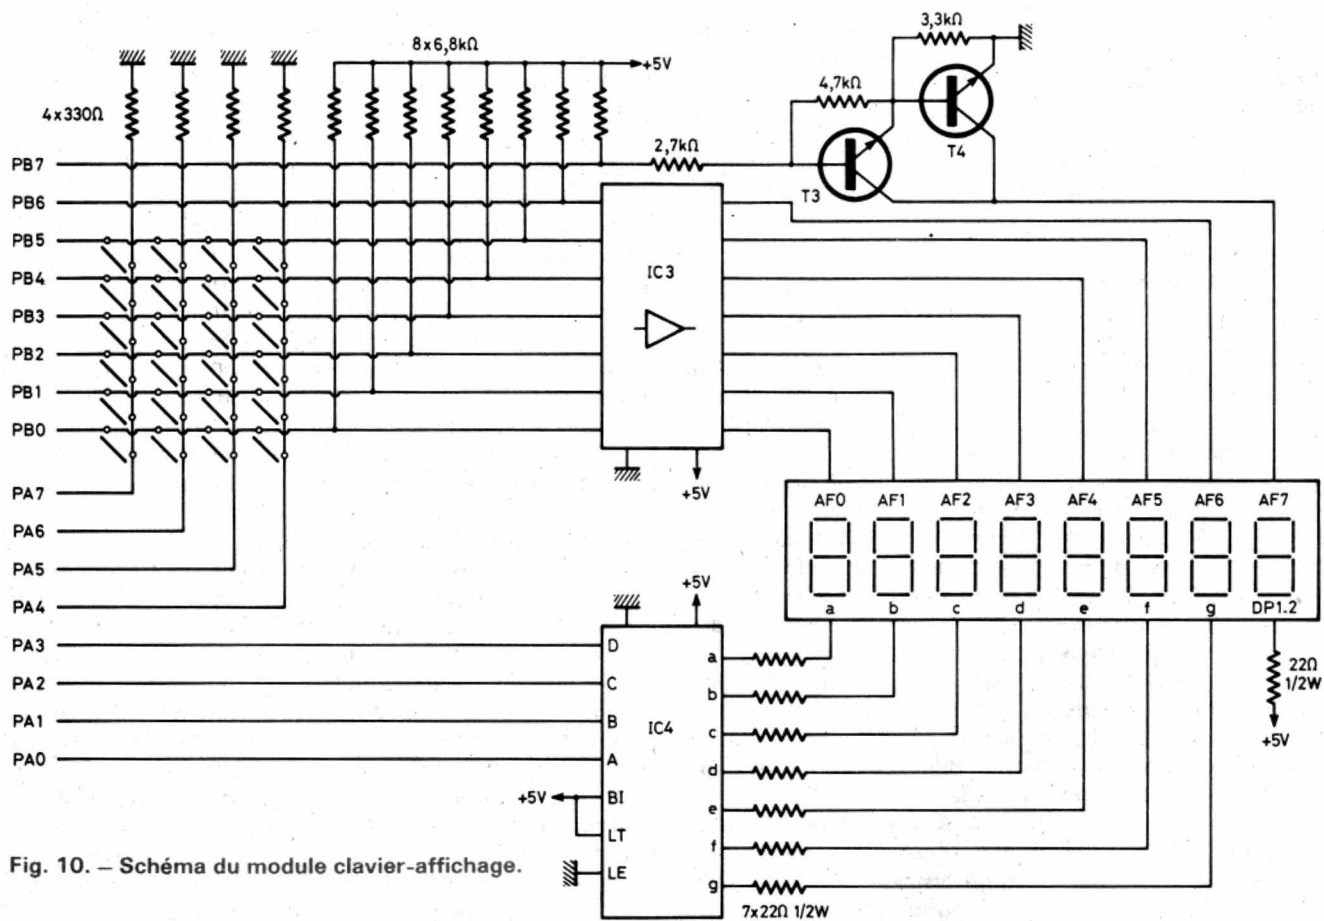 3,3kΩ
8x6,8kΩ
+5V
4x330Ω
4,7kΩ
T4
2,7kΩ
T3
PB7
PB6
PB5
PB4
PB3
PB2
PB1
PB0
PA7
PA6
PA5
PA4
PA3
PA2
PA1
PA0
IC3
+5V
AF0 AF1 AF2 AF3 AF4 AF5 AF6 AF7
a b c d e f g DP1..2
22Ω
1/2W
+5V
+5V
D
C
B
A
BI
LT
LE
IC4
a
b
c
d
e
f
g
+5V
7x22Ω 1/2W
Fig. 10. — Schéma du module clavier-affichage.